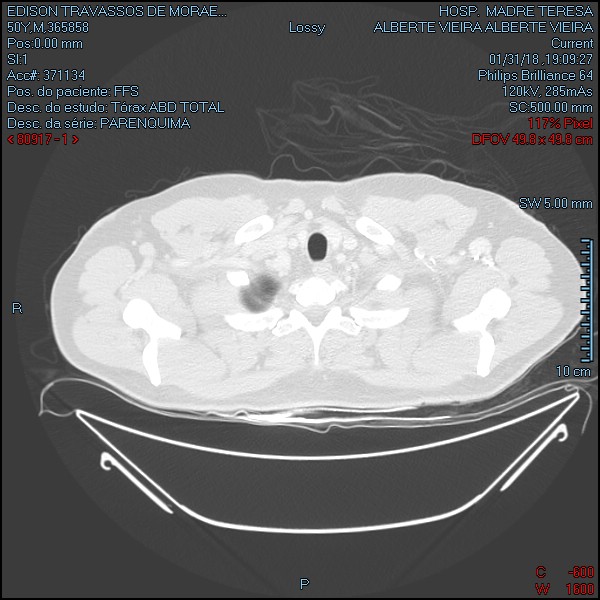 EDISON TRAVASSOS DE MORAE...
50Y,M,365858
Pos:0.00 mm
Sl:1
Acc#: 371134
Pos. do paciente: FFS
Desc. do estudo: Tórax ABD TOTAL
Desc. da série: PARENQUIMA
< 80917 - 1 >
Lossy
HOSP. MADRE TERESA
ALBERTE VIEIRA ALBERTE VIEIRA
Current
01/31/18 ,19:09:27
Philips Brilliance 64
120kV, 285mAs
SC:500.00 mm
117% Pixel
DFOV 49.8 x 49.8 cm
SW 5.00 mm
R
10 cm
P
C -600
W 1600